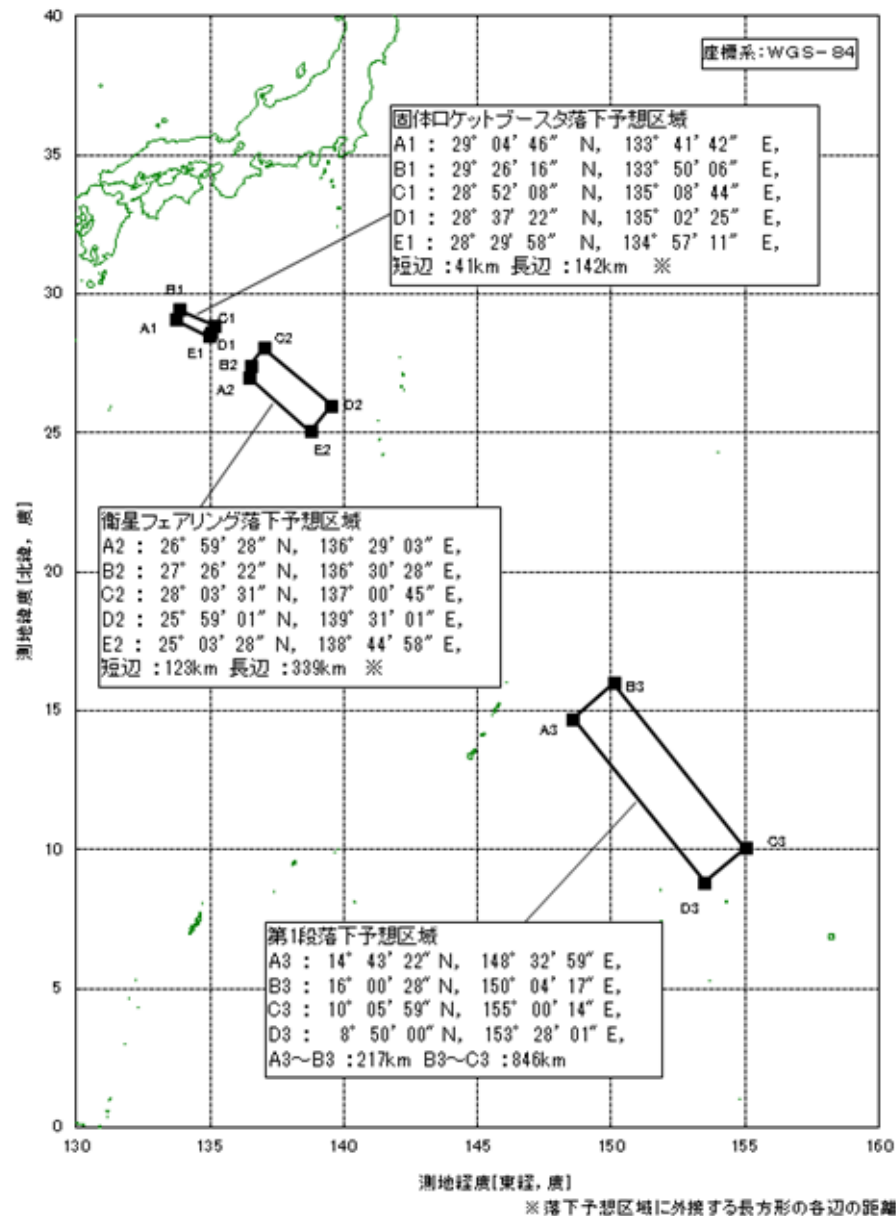 座標系:WGS-84
固体ロケットブースタ落下予想区域
A1 : 29° 04' 46" N, 133° 41' 42" E,
B1 : 29° 26' 16" N, 133° 50' 06" E,
C1 : 28° 52' 08" N, 135° 08' 44" E,
D1 : 28° 37' 22" N, 135° 02' 25" E,
E1 : 28° 29' 58" N, 134° 57' 11" E,
短辺 :41km 長辺 :142km ※
B1
A1
C1
D1
E1
C2
B2
A2
D2
E2
衛星フェアリング落下予想区域
A2 : 26° 59' 28" N, 136° 29' 03" E,
B2 : 27° 26' 22" N, 136° 30' 28" E,
C2 : 28° 03' 31" N, 137° 00' 45" E,
D2 : 25° 59' 01" N, 139° 31' 01" E,
E2 : 25° 03' 28" N, 138° 44' 58" E,
短辺 :123km 長辺 :339km ※
B3
A3
C3
D3
第1段落下予想区域
A3 : 14° 43' 22" N, 148° 32' 59" E,
B3 : 16° 00' 28" N, 150° 04' 17" E,
C3 : 10° 05' 59" N, 155° 00' 14" E,
D3 : 8° 50' 00" N, 153° 28' 01" E,
A3〜B3 :217km B3〜C3 :846km
測地緯度[北緯, 度]
40
35
30
25
20
15
10
5
0
130 135 140 145 150 155 160
測地経度[東経, 度]
※ 落下予想区域に外接する長方形の各辺の距離